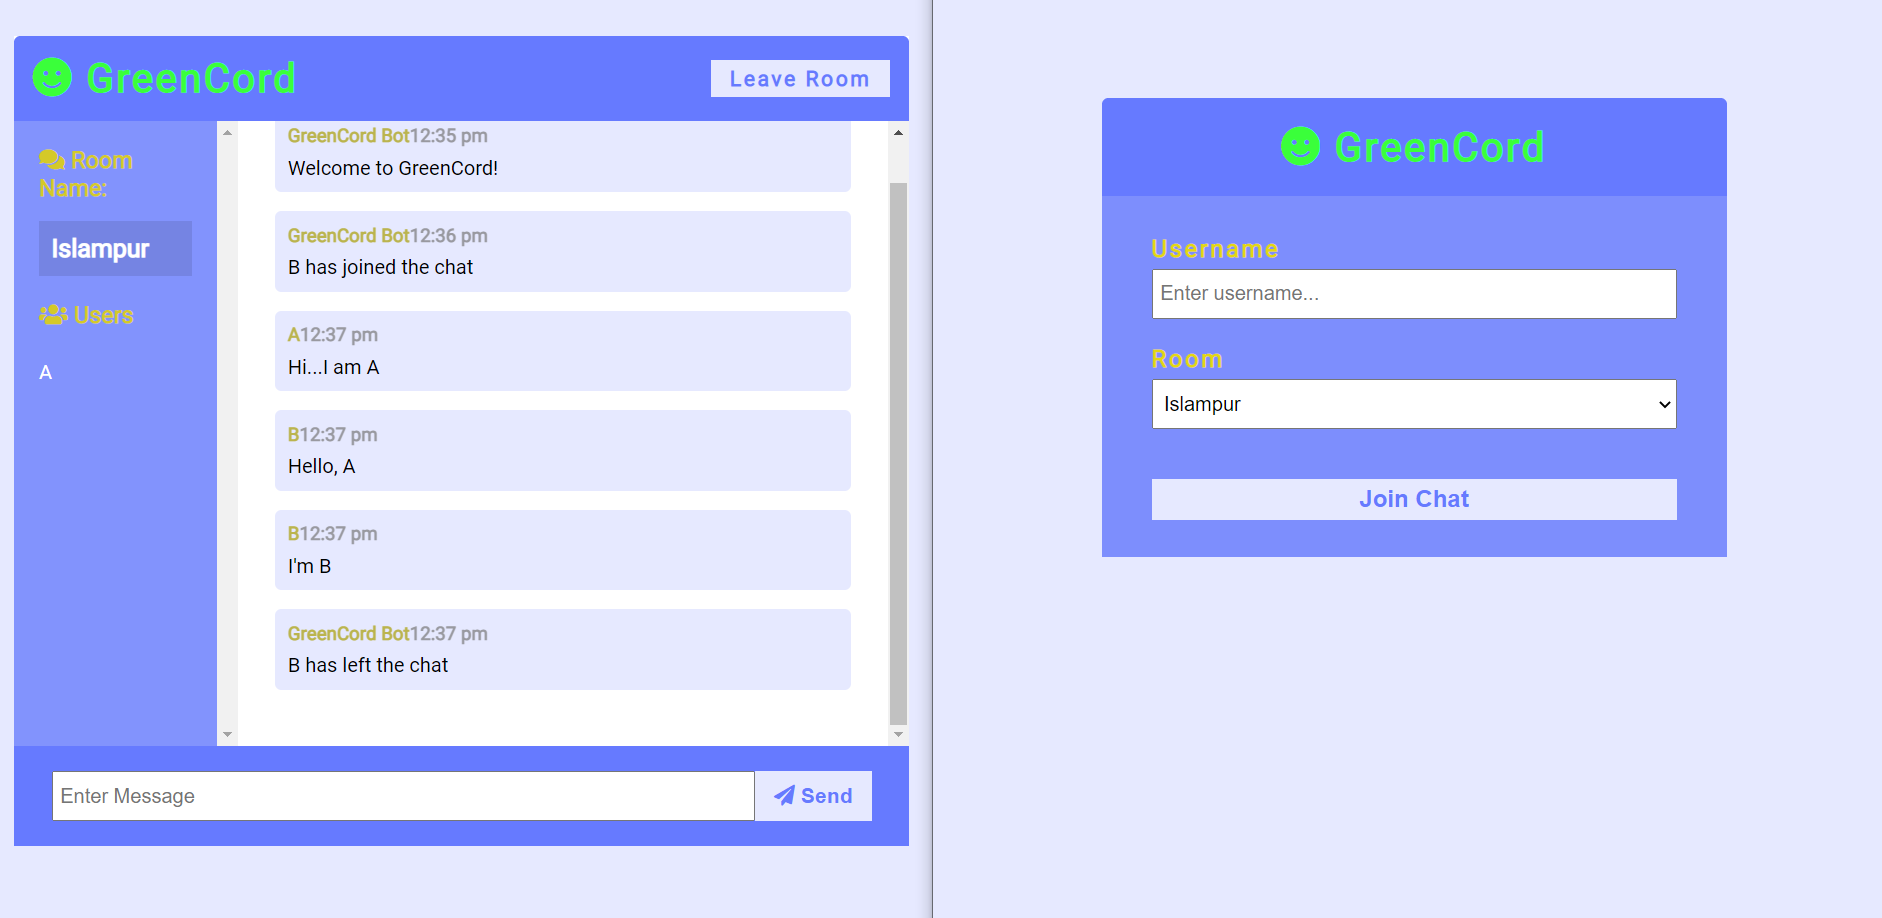 GreenCord
Leave Room
Room
Name:
Islampur
Users
A
GreenCord Bot12:35 pm
Welcome to GreenCord!
GreenCord Bot12:36 pm
B has joined the chat
A12:37 pm
Hi...I am A
B12:37 pm
Hello, A
B12:37 pm
I'm B
GreenCord Bot12:37 pm
B has left the chat
Enter Message
Send
GreenCord
Username
Enter username...
Room
Islampur
Join Chat